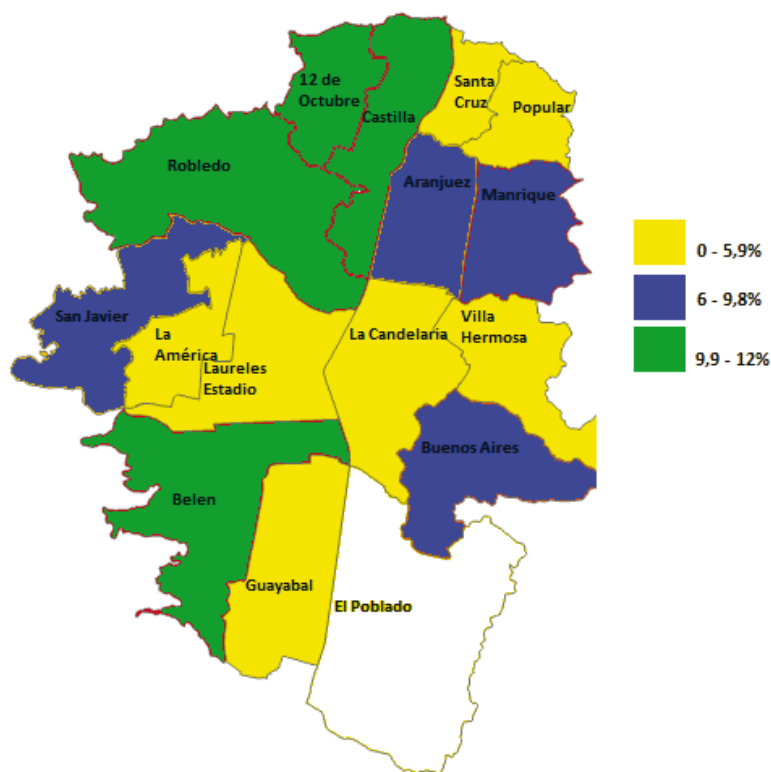 12 de
Octubre
Castilla
Santa
Cruz
Popular
Robledo
Aranjuez
Manrique
San Javier
La
América
Laureles
Estadio
La Candelaria
Villa
Hermosa
Buenos Aires
Belen
Guayabal
El Poblado
0 - 5,9%
6 - 9,8%
9,9 - 12%